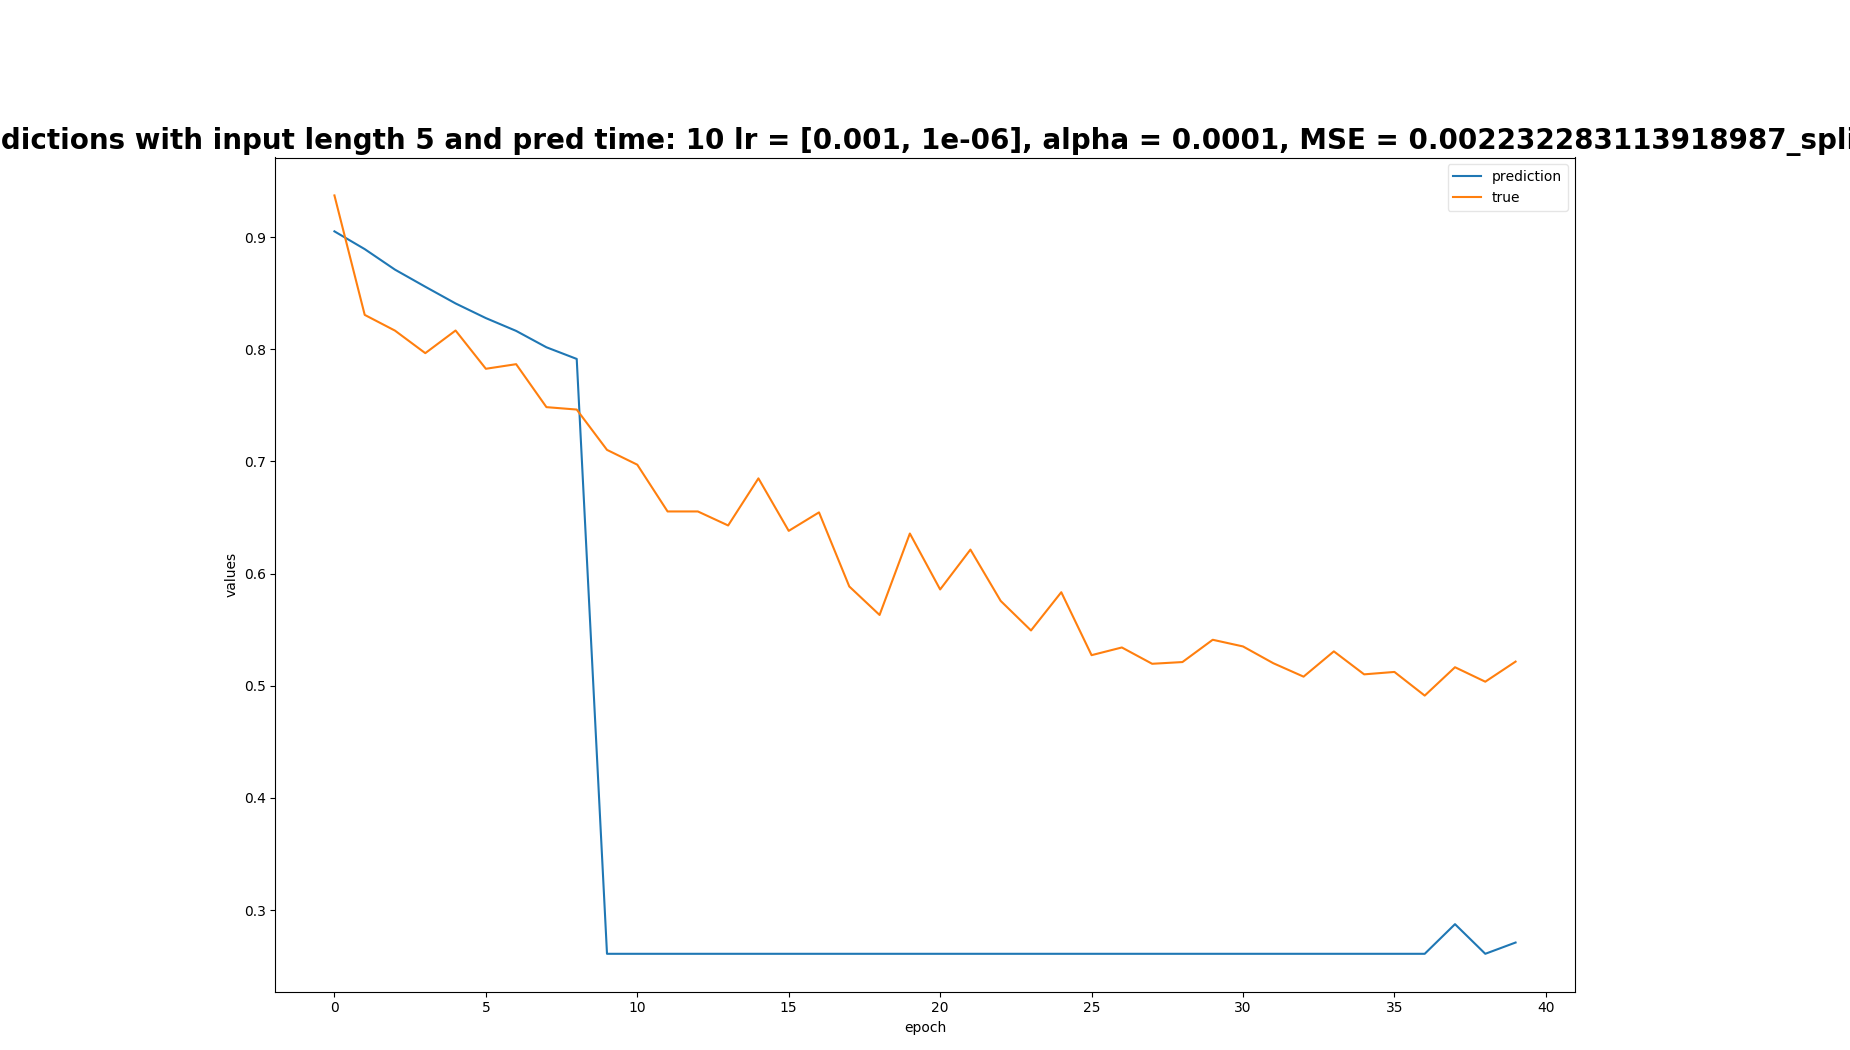 dictions with input length 5 and pred time: 10 lr = [0.001, 1e-06], alpha = 0.0001, MSE = 0.002232283113918987_spli
prediction
true
0.9
0.8
0.7
0.6
0.5
0.4
0.3
values
0 5 10 15 20 25 30 35 40
epoch